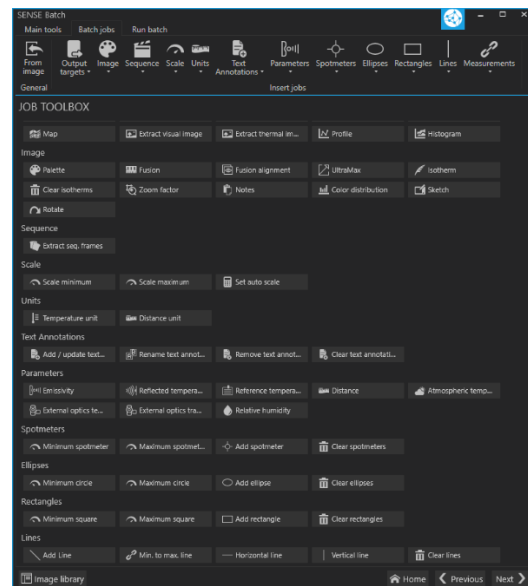 SENSE Batch
Main tools Batch jobs Run batch
From image
Output targets
Image
Sequence
Scale
Units
Text Annotations
Parameters
Spotmeters
Ellipses
Rectangles
Lines
Measurements
General Insert jobs
JOB TOOLBOX
Map Extract visual image Extract thermal im... Profile Histogram
Image
Palette Fusion Fusion alignment UltraMax Isotherm
Clear isotherms Zoom factor Notes Color distribution Sketch
Rotate
Sequence
Extract seq. frames
Scale
Scale minimum Scale maximum Set auto scale
Units
Temperature unit Distance unit
Text Annotations
Add / update text... Rename text annot... Remove text annot... Clear text annotati...
Parameters
Emissivity Reflected tempera... Reference tempera... Distance Atmospheric temp...
External optics te... External optics tra... Relative humidity
Spotmeters
Minimum spotmeter Maximum spotmet... Add spotmeter Clear spotmeters
Ellipses
Minimum circle Maximum circle Add ellipse Clear ellipses
Rectangles
Minimum square Maximum square Add rectangle Clear rectangles
Lines
Add Line Min. to max. line Horizontal line Vertical line Clear lines
Image library Home Previous Next